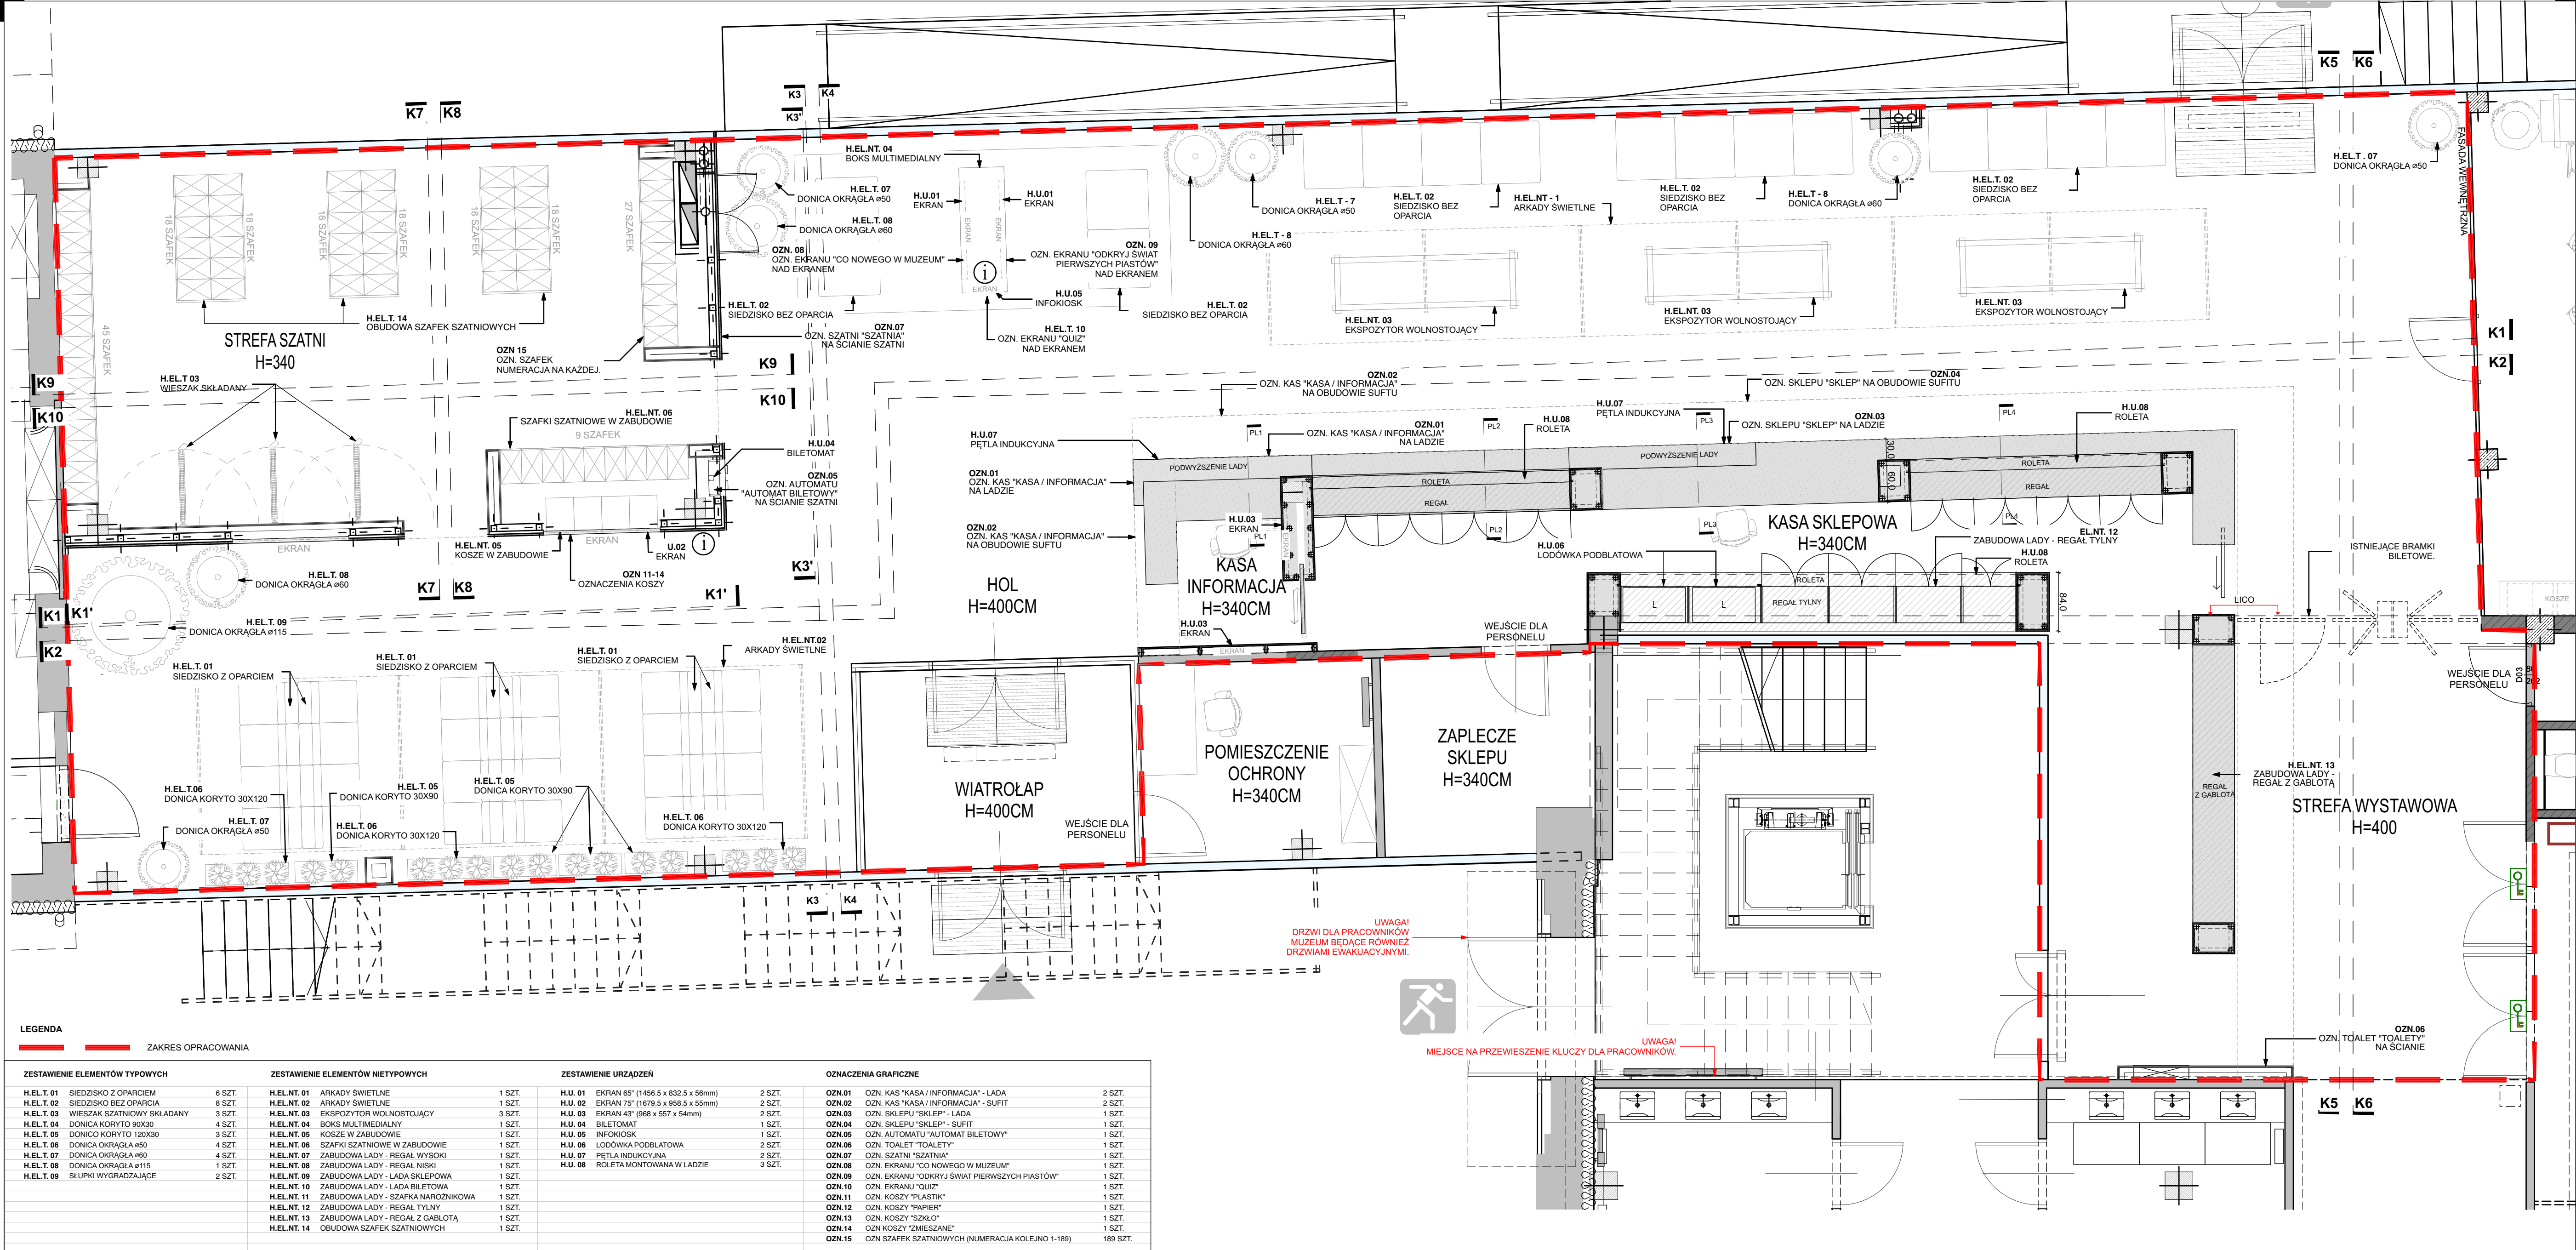 K5
K6
K3
K4
K7
K8
K3'
H.EL.NT. 04
BOKS MULTIMEDIALNY
H.EL.T. 07
DONICA OKRĄGŁA ø50
H.EL.T. 08
DONICA OKRĄGŁA ø60
H.U.01
EKRAN
H.U.01
EKRAN
EKRAN
EKRAN
EKRAN
i
OZN. 08
OZN. EKRANU "CO NOWEGO W MUZEUM"
NAD EKRANEM
OZN. 09
OZN. EKRANU "ODKRYJ ŚWIAT
PIERWSZYCH PIASTÓW"
NAD EKRANEM
H.U.05
INFOKIOSK
H.EL.T. 02
SIEDZISKO BEZ OPARCIA
H.EL.T. 02
SIEDZISKO BEZ OPARCIA
H.EL.T. 10
OZN. EKRANU "QUIZ"
NAD EKRANEM
OZN.07
OZN. SZATNI "SZATNIA"
NA ŚCIANIE SZATNI
H.EL.T - 7
DONICA OKRĄGŁA ø50
H.EL.T - 8
DONICA OKRĄGŁA ø60
H.EL.T. 02
SIEDZISKO BEZ
OPARCIA
H.EL.NT - 1
ARKADY ŚWIETLNE
H.EL.T. 02
SIEDZISKO BEZ
OPARCIA
H.EL.T - 8
DONICA OKRĄGŁA ø60
H.EL.T. 02
SIEDZISKO BEZ
OPARCIA
H.EL.T . 07
DONICA OKRĄGŁA ø50
FASADA WEWNĘTRZNA
H.EL.NT. 03
EKSPOZYTOR WOLNOSTOJĄCY
H.EL.NT. 03
EKSPOZYTOR WOLNOSTOJĄCY
H.EL.NT. 03
EKSPOZYTOR WOLNOSTOJĄCY
K1
K2
18 SZAFEK
18 SZAFEK
18 SZAFEK
18 SZAFEK
18 SZAFEK
18 SZAFEK
27 SZAFEK
45 SZAFEK
H.EL.T. 14
OBUDOWA SZAFEK SZATNIOWYCH
STREFA SZATNI
H=340
OZN 15
OZN. SZAFEK
NUMERACJA NA KAŻDEJ.
K9
K10
K9
K10
H.EL.T 03
WIESZAK SKŁADANY
H.EL.NT. 06
SZAFKI SZATNIOWE W ZABUDOWIE
9 SZAFEK
H.U.04
BILETOMAT
OZN.05
OZN. AUTOMATU
"AUTOMAT BILETOWY"
NA ŚCIANIE SZATNI
EKRAN
H.EL.NT. 05
KOSZE W ZABUDOWIE
EKRAN
U.02
EKRAN
i
OZN 11-14
OZNACZENIA KOSZY
H.EL.T. 08
DONICA OKRĄGŁA ø60
K7
K8
K3'
K1'
K1
K1'
K2
H.EL.T. 09
DONICA OKRĄGŁA ø115
OZN.02
OZN. KAS "KASA / INFORMACJA"
NA OBUDOWIE SUFTU
OZN.04
OZN. SKLEPU "SKLEP" NA OBUDOWIE SUFITU
H.U.07
PĘTLA INDUKCYJNA
PL1
OZN.01
OZN. KAS "KASA / INFORMACJA"
NA LADZIE
PL2
H.U.08
ROLETA
H.U.07
PĘTLA INDUKCYJNA
PL3
OZN.03
OZN. SKLEPU "SKLEP" NA LADZIE
PL4
H.U.08
ROLETA
OZN.01
OZN. KAS "KASA / INFORMACJA"
NA LADZIE
OZN.02
OZN. KAS "KASA / INFORMACJA"
NA OBUDOWIE SUFTU
PODWYŻSZENIE LADY
ROLETA
REGAŁ
PODWYŻSZENIE LADY
30.0
60.0
ROLETA
REGAŁ
H.U.03
EKRAN
PL1
EKRAN
PL2
PL3
PL4
KASA
INFORMACJA
H=340CM
KASA SKLEPOWA
H=340CM
EL.NT. 12
ZABUDOWA LADY - REGAŁ TYLNY
H.U.08
ROLETA
H.U.06
LODÓWKA PODBLATOWA
ROLETA
L
L
REGAŁ TYLNY
84.0
ISTNIEJĄCE BRAMKI
BILETOWE.
LICO
KOSZE
HOL
H=400CM
H.U.03
EKRAN
EKRAN
WEJŚCIE DLA
PERSONELU
WEJŚCIE DLA
PERSONELU
D03
H.EL.T. 01
SIEDZISKO Z OPARCIEM
H.EL.T. 01
SIEDZISKO Z OPARCIEM
H.EL.T. 01
SIEDZISKO Z OPARCIEM
H.EL.NT.02
ARKADY ŚWIETLNE
WIATROŁAP
H=400CM
POMIESZCZENIE
OCHRONY
H=340CM
ZAPLECZE
SKLEPU
H=340CM
WEJŚCIE DLA
PERSONELU
H.EL.T.06
DONICA KORYTO 30X120
H.EL.T. 05
DONICA KORYTO 30X90
H.EL.T. 05
DONICA KORYTO 30X90
H.EL.T. 07
DONICA OKRĄGŁA ø50
H.EL.T. 06
DONICA KORYTO 30X120
H.EL.T. 06
DONICA KORYTO 30X120
H.EL.NT. 13
ZABUDOWA LADY -
REGAŁ Z GABLOTĄ
REGAŁ
Z GABLOTĄ
STREFA WYSTAWOWA
H=400
K3
K4
UWAGA!
DRZWI DLA PRACOWNIKÓW
MUZEUM BĘDĄCE RÓWNIEŻ
DRZWIAMI EWAKUACYJNYMI.
UWAGA!
MIEJSCE NA PRZEWIESZENIE KLUCZY DLA PRACOWNIKÓW.
OZN.06
OZN. TOALET "TOALETY"
NA ŚCIANIE
K5
K6
LEGENDA
ZAKRES OPRACOWANIA
ZESTAWIENIE ELEMENTÓW TYPOWYCH
H.EL.T. 01 SIEDZISKO Z OPARCIEM 6 SZT.
H.EL.T. 02 SIEDZISKO BEZ OPARCIA 8 SZT.
H.EL.T. 03 WIESZAK SZATNIOWY SKŁADANY 3 SZT.
H.EL.T. 04 DONICA KORYTO 90X30 4 SZT.
H.EL.T. 05 DONICO KORYTO 120X30 3 SZT.
H.EL.T. 06 DONICA OKRĄGŁA ø50 4 SZT.
H.EL.T. 07 DONICA OKRĄGŁA ø60 4 SZT.
H.EL.T. 08 DONICA OKRĄGŁA ø115 1 SZT.
H.EL.T. 09 SŁUPKI WYGRADZAJĄCE 2 SZT.
ZESTAWIENIE ELEMENTÓW NIETYPOWYCH
H.EL.NT. 01 ARKADY ŚWIETLNE 1 SZT.
H.EL.NT. 02 ARKADY ŚWIETLNE 1 SZT.
H.EL.NT. 03 EKSPOZYTOR WOLNOSTOJĄCY 3 SZT.
H.EL.NT. 04 BOKS MULTIMEDIALNY 1 SZT.
H.EL.NT. 05 KOSZE W ZABUDOWIE 1 SZT.
H.EL.NT. 06 SZAFKI SZATNIOWE W ZABUDOWIE 1 SZT.
H.EL.NT. 07 ZABUDOWA LADY - REGAŁ WYSOKI 1 SZT.
H.EL.NT. 08 ZABUDOWA LADY - REGAŁ NISKI 1 SZT.
H.EL.NT. 09 ZABUDOWA LADY - LADA SKLEPOWA 1 SZT.
H.EL.NT. 10 ZABUDOWA LADY - LADA BILETOWA 1 SZT.
H.EL.NT. 11 ZABUDOWA LADY - SZAFKA NAROŻNIKOWA 1 SZT.
H.EL.NT. 12 ZABUDOWA LADY - REGAŁ TYLNY 1 SZT.
H.EL.NT. 13 ZABUDOWA LADY - REGAŁ Z GABLOTĄ 1 SZT.
H.EL.NT. 14 OBUDOWA SZAFEK SZATNIOWYCH 1 SZT.
ZESTAWIENIE URZĄDZEŃ
H.U. 01 EKRAN 65" (1456.5 x 832.5 x 56mm) 2 SZT.
H.U. 02 EKRAN 75" (1679.5 x 958.5 x 55mm) 2 SZT.
H.U. 03 EKRAN 43" (968 x 557 x 54mm) 2 SZT.
H.U. 04 BILETOMAT 1 SZT.
H.U. 05 INFOKIOSK 1 SZT.
H.U. 06 LODÓWKA PODBLATOWA 2 SZT.
H.U. 07 PĘTLA INDUKCYJNA 2 SZT.
H.U. 08 ROLETA MONTOWANA W LADZIE 3 SZT.
OZNACZENIA GRAFICZNE
OZN.01 OZN. KAS "KASA / INFORMACJA" - LADA 2 SZT.
OZN.02 OZN. KAS "KASA / INFORMACJA" - SUFIT 2 SZT.
OZN.03 OZN. SKLEPU "SKLEP" - LADA 1 SZT.
OZN.04 OZN. SKLEPU "SKLEP" - SUFIT 1 SZT.
OZN.05 OZN. AUTOMATU "AUTOMAT BILETOWY" 1 SZT.
OZN.06 OZN. TOALET "TOALETY" 1 SZT.
OZN.07 OZN. SZATNI "SZATNIA" 1 SZT.
OZN.08 OZN. EKRANU "CO NOWEGO W MUZEUM" 1 SZT.
OZN.09 OZN. EKRANU "ODKRYJ ŚWIAT PIERWSZYCH PIASTÓW" 1 SZT.
OZN.10 OZN. EKRANU "QUIZ" 1 SZT.
OZN.11 OZN. KOSZY "PLASTIK" 1 SZT.
OZN.12 OZN. KOSZY "PAPIER" 1 SZT.
OZN.13 OZN. KOSZY "SZKŁO" 1 SZT.
OZN.14 OZN KOSZY "ZMIESZANE" 1 SZT.
OZN.15 OZN SZAFEK SZATNIOWYCH (NUMERACJA KOLEJNO 1-189) 189 SZT.